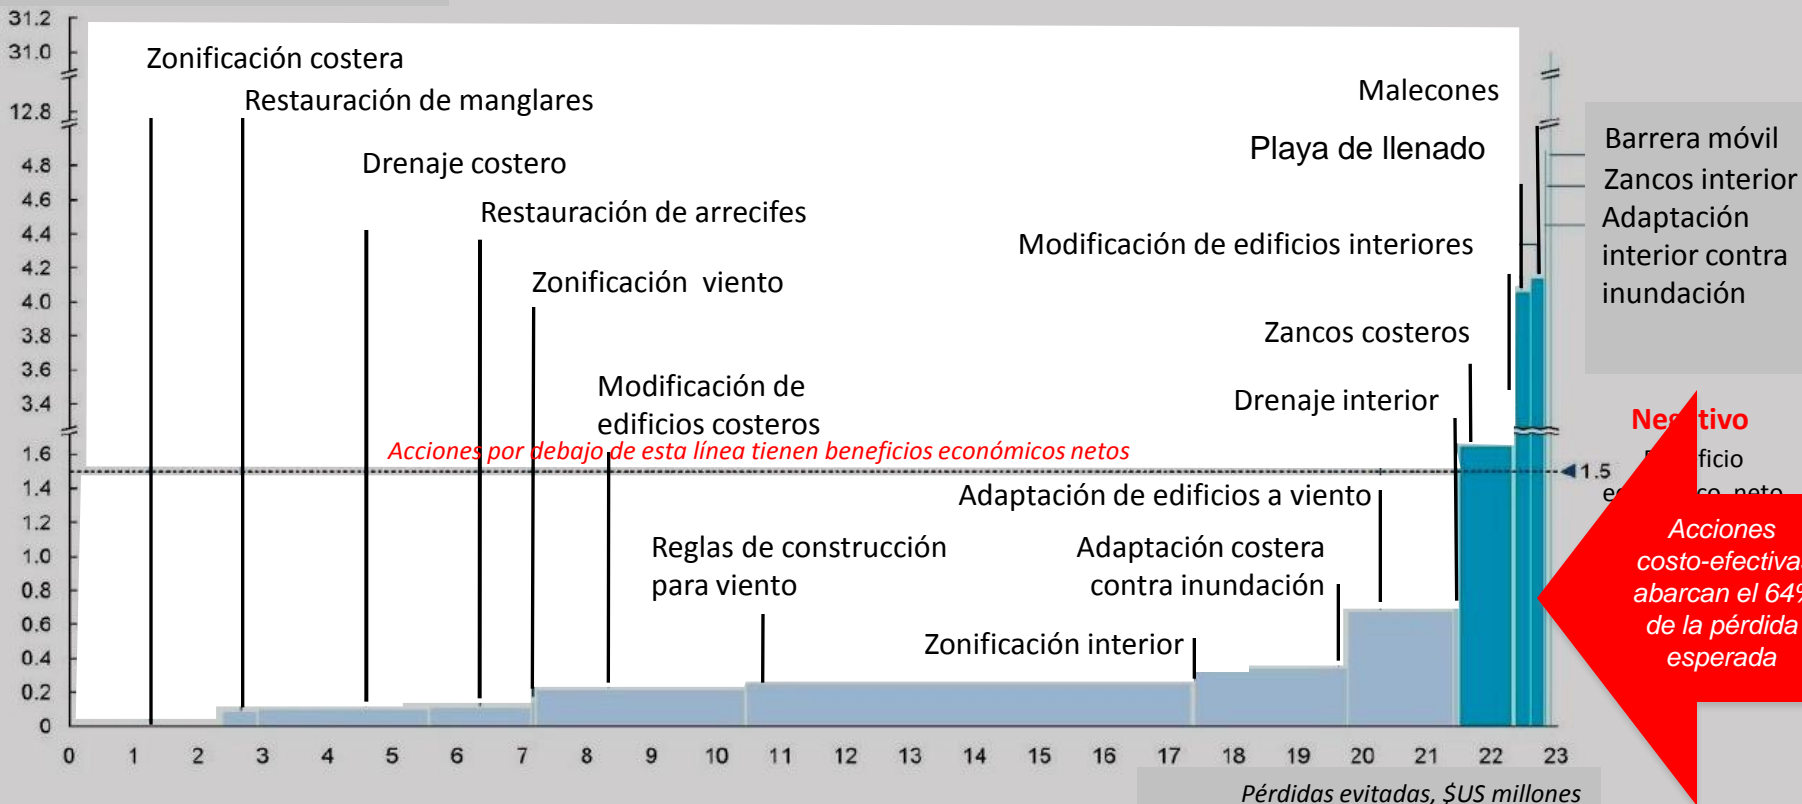 31.2
31.0
12.8
4.8
4.6
4.4
4.2
4.0
3.8
3.6
3.4
1.6
1.4
1.2
1.0
0.8
0.6
0.4
0.2
0
Zonificación costera
Restauración de manglares
Drenaje costero
Restauración de arrecifes
Zonificación viento
Modificación de
edificios costeros
Acciones por debajo de esta línea tienen beneficios económicos netos
Reglas de construcción
para viento
Zonificación interior
Adaptación costera
contra inundación
Adaptación de edificios a viento
Drenaje interior
Zancos costeros
Modificación de edificios interiores
Playa de llenado
Malecones
Barrera móvil
Zancos interior
Adaptación
interior contra
inundación
1.5
neto
Acciones
costo-efectiva
abarcan el 64%
de la pérdida
esperada
0 1 2 3 4 5 6 7 8 9 10 11 12 13 14 15 16 17 18 19 20 21 22 23
Pérdidas evitadas, $US millones